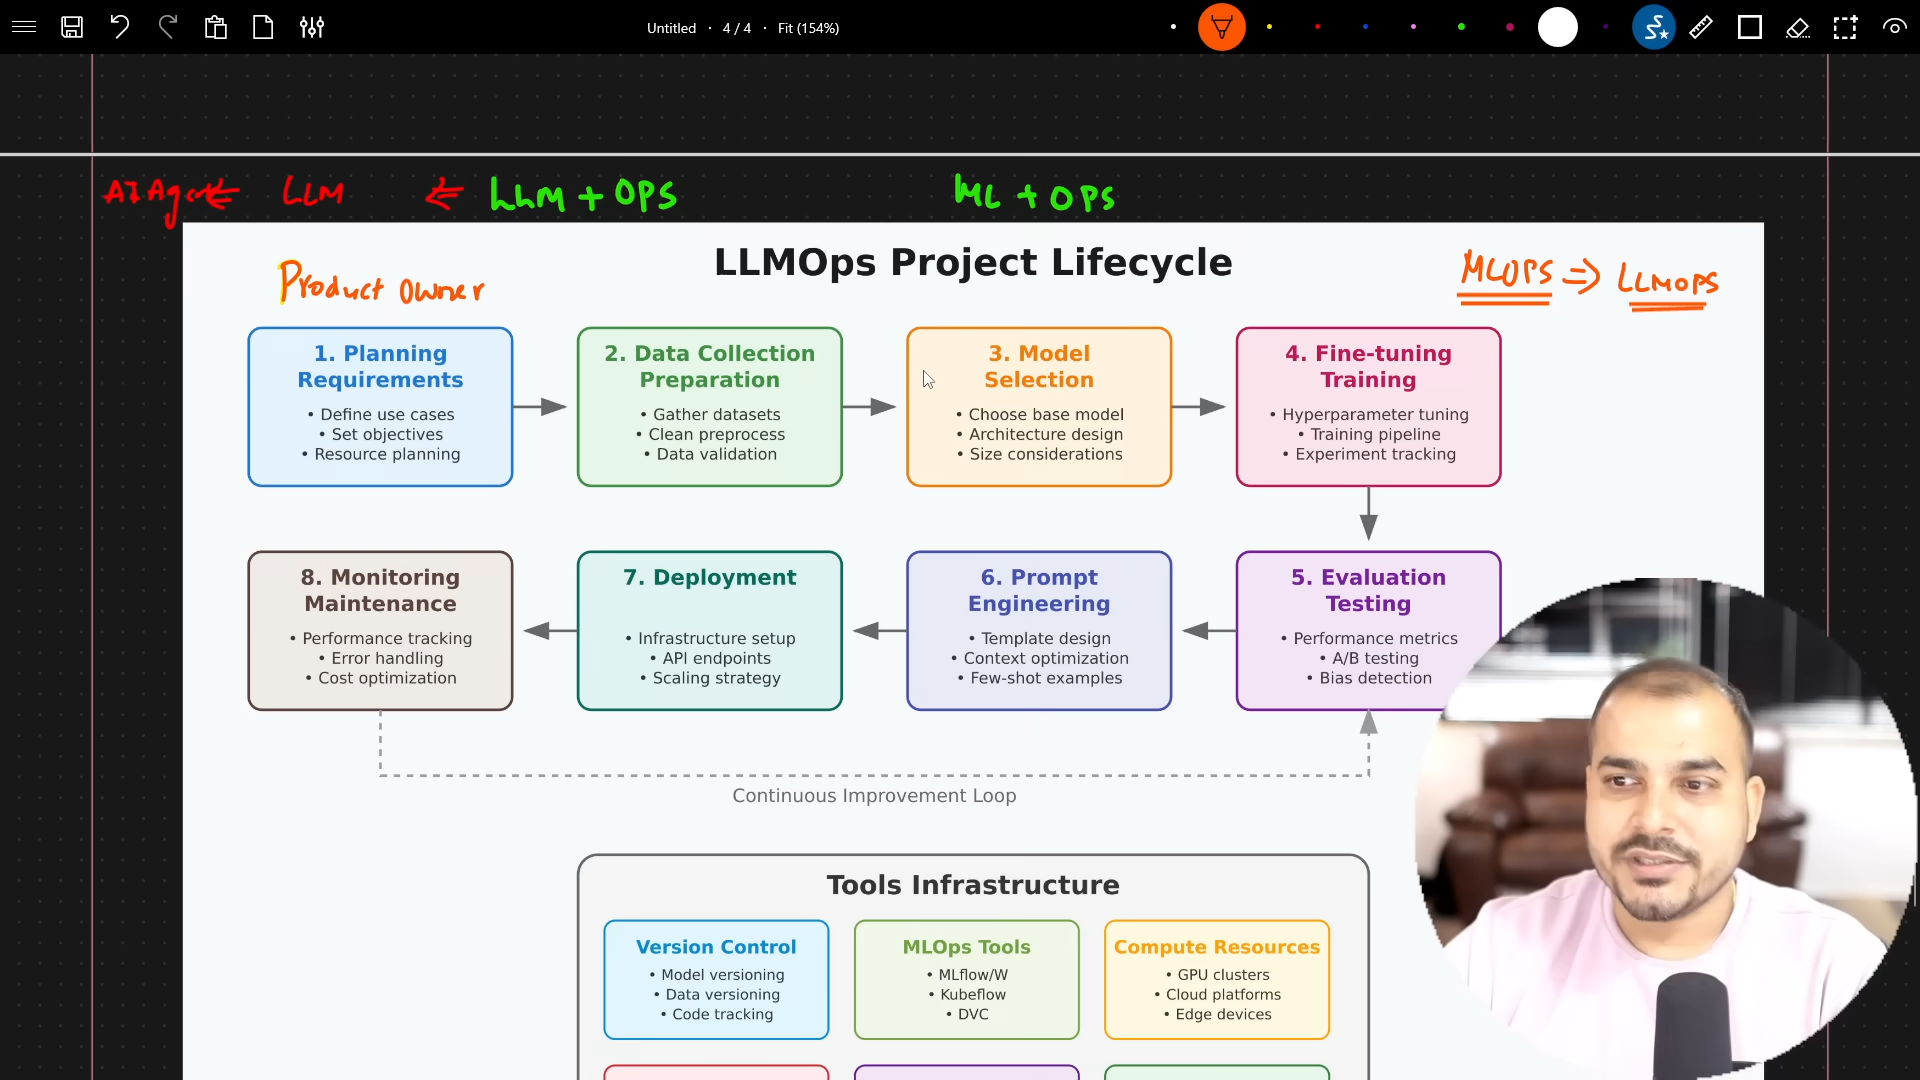 Untitled · 4 / 4 · Fit (154%)
AI Agent LLM LLM + OPS ML + OPS
LLMOps Project Lifecycle
Product Owner
MLOPS => LLMOPS
1. Planning
Requirements
• Define use cases
• Set objectives
• Resource planning
2. Data Collection
Preparation
• Gather datasets
• Clean preprocess
• Data validation
3. Model
Selection
• Choose base model
• Architecture design
• Size considerations
4. Fine-tuning
Training
• Hyperparameter tuning
• Training pipeline
• Experiment tracking
8. Monitoring
Maintenance
• Performance tracking
• Error handling
• Cost optimization
7. Deployment
• Infrastructure setup
• API endpoints
• Scaling strategy
6. Prompt
Engineering
• Template design
• Context optimization
• Few-shot examples
5. Evaluation
Testing
• Performance metrics
• A/B testing
• Bias detection
Continuous Improvement Loop
Tools Infrastructure
Version Control
• Model versioning
• Data versioning
• Code tracking
MLOps Tools
• MLflow/W
• Kubeflow
• DVC
Compute Resources
• GPU clusters
• Cloud platforms
• Edge devices